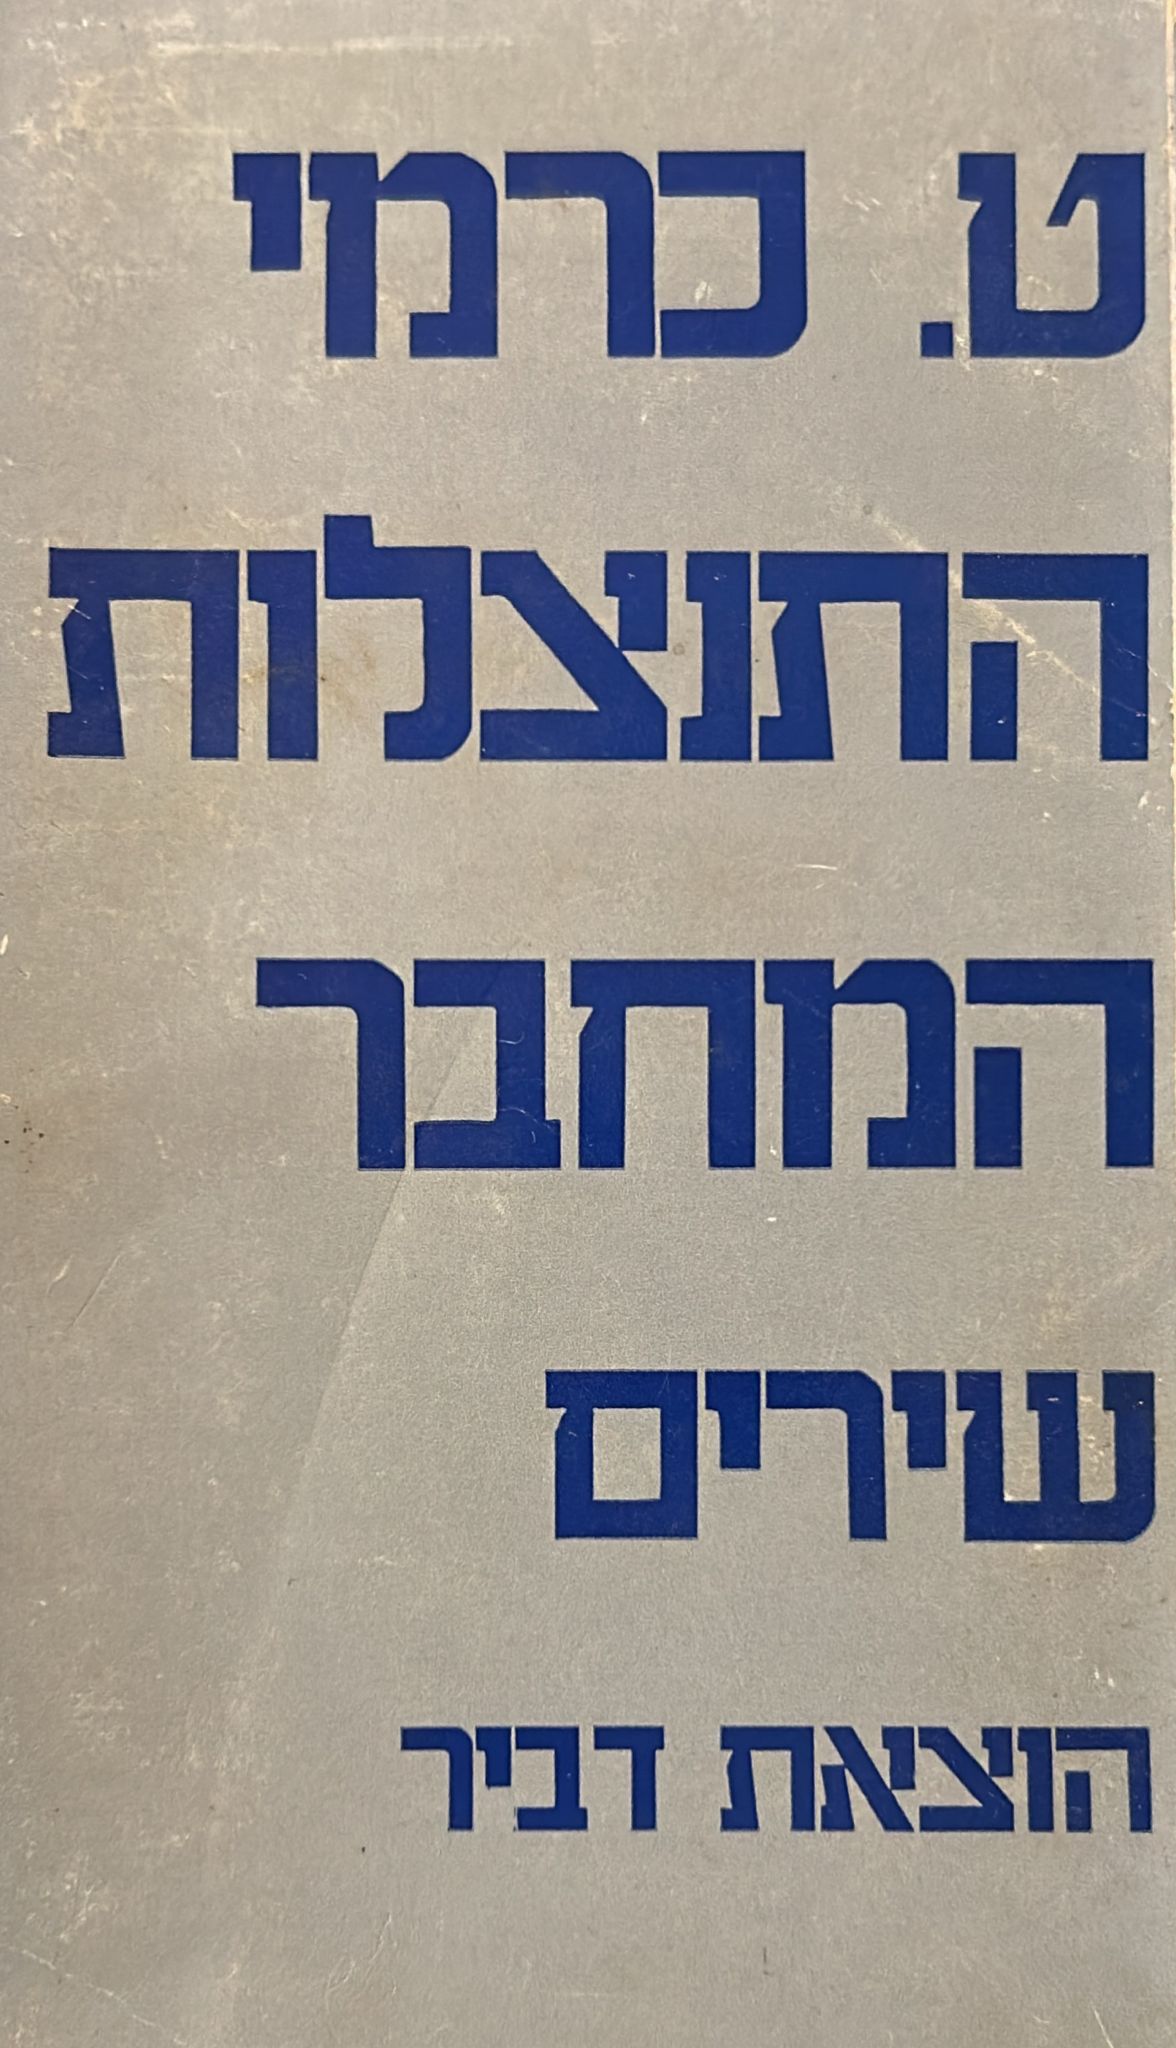 ט. כרמי
התנצלות
המחבר
שירים
הוצאת דביר